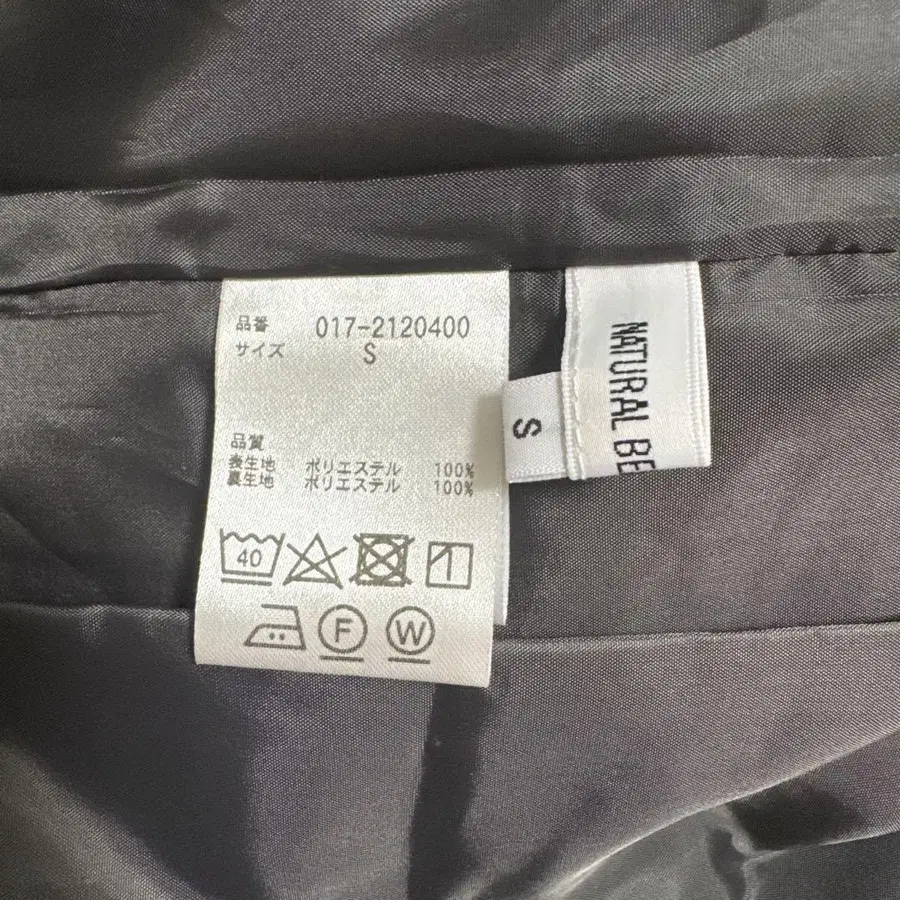 品番 017-2120400
サイズ S
品質
表生地 ポリエステル 100%
裏生地 ポリエステル 100%
40
F W
S
NATURAL BE